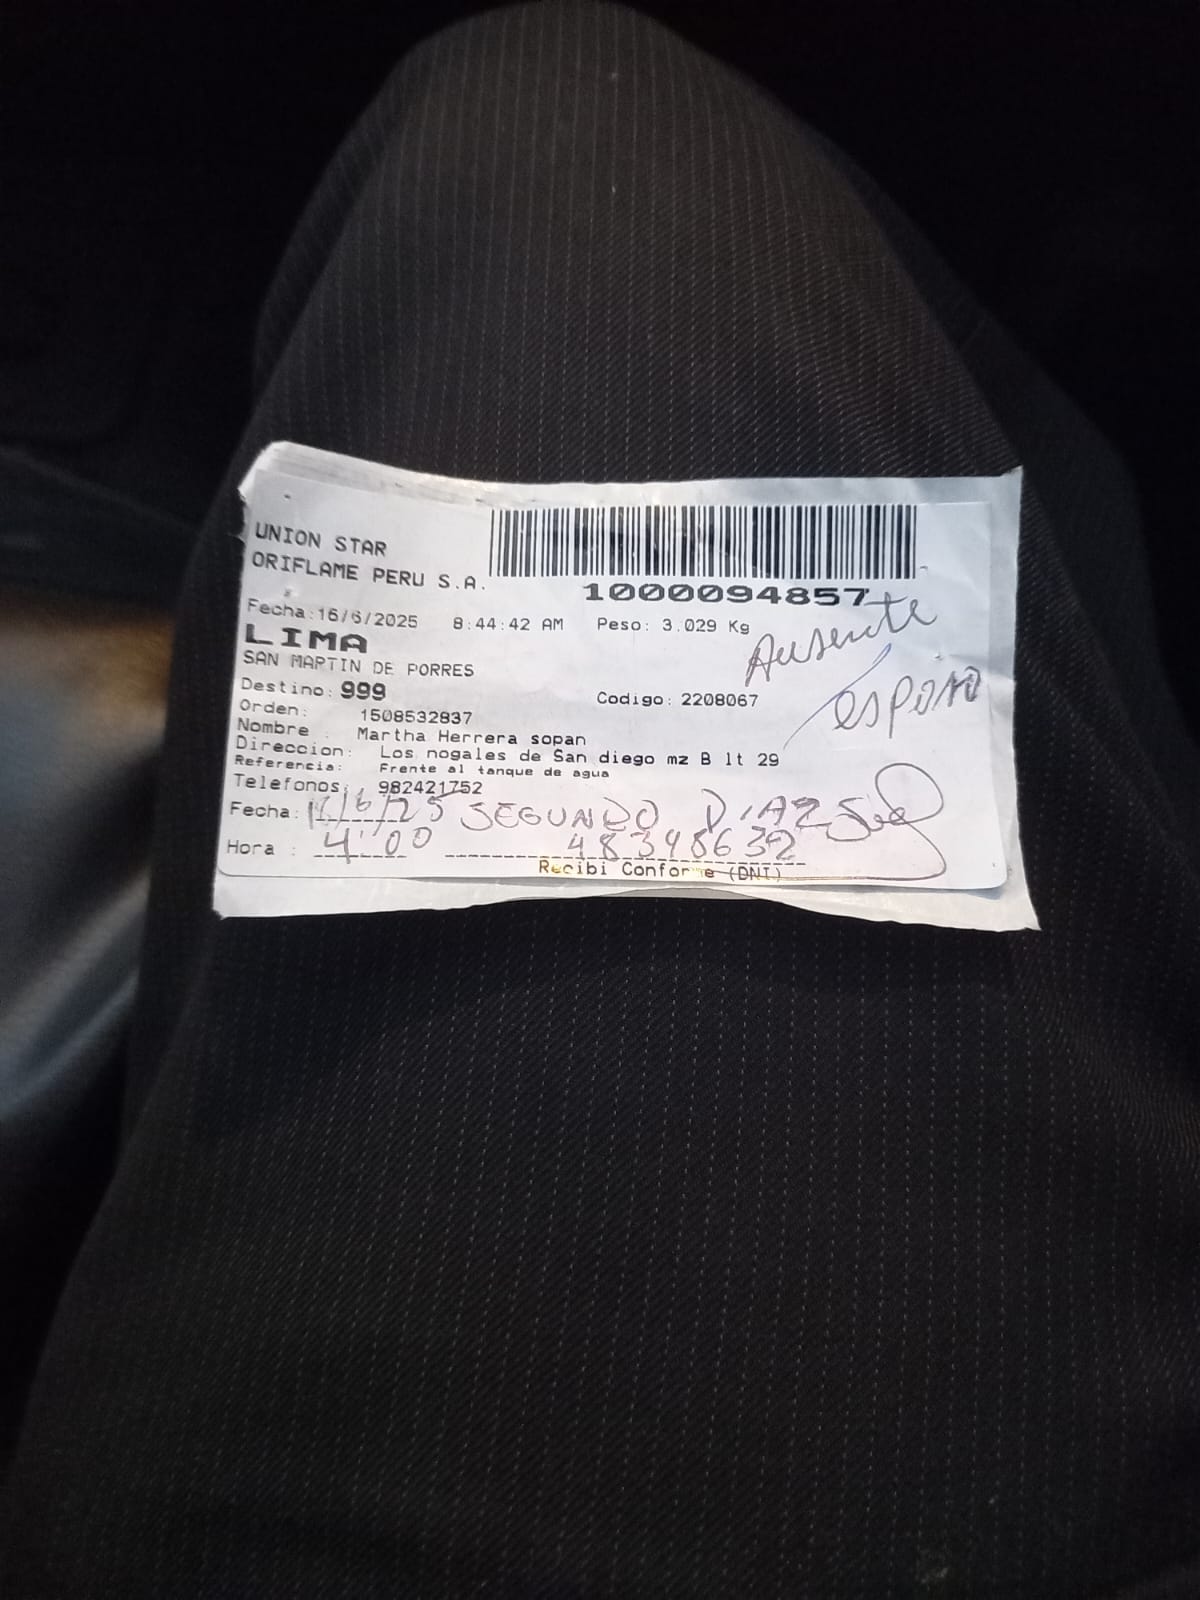 UNION STAR
ORIFLAME PERU S.A.
1000094857
Fecha:16/6/2025 8:44:42 AM Peso: 3.029 Kg
Ausente
LIMA
SAN MARTIN DE PORRES
esposo
Destino: 999 Codigo: 2208067
Orden: 1508532837
Nombre : Martha Herrera sopan
Direccion: Los nogales de San diego mz B lt 29
Referencia: Frente al tanque de agua
Telefonos: 982421752
Fecha: /6/25 SEGUNDO DIAZ
Hora : 4:00 48398632
Recibi Conforme (DNI)